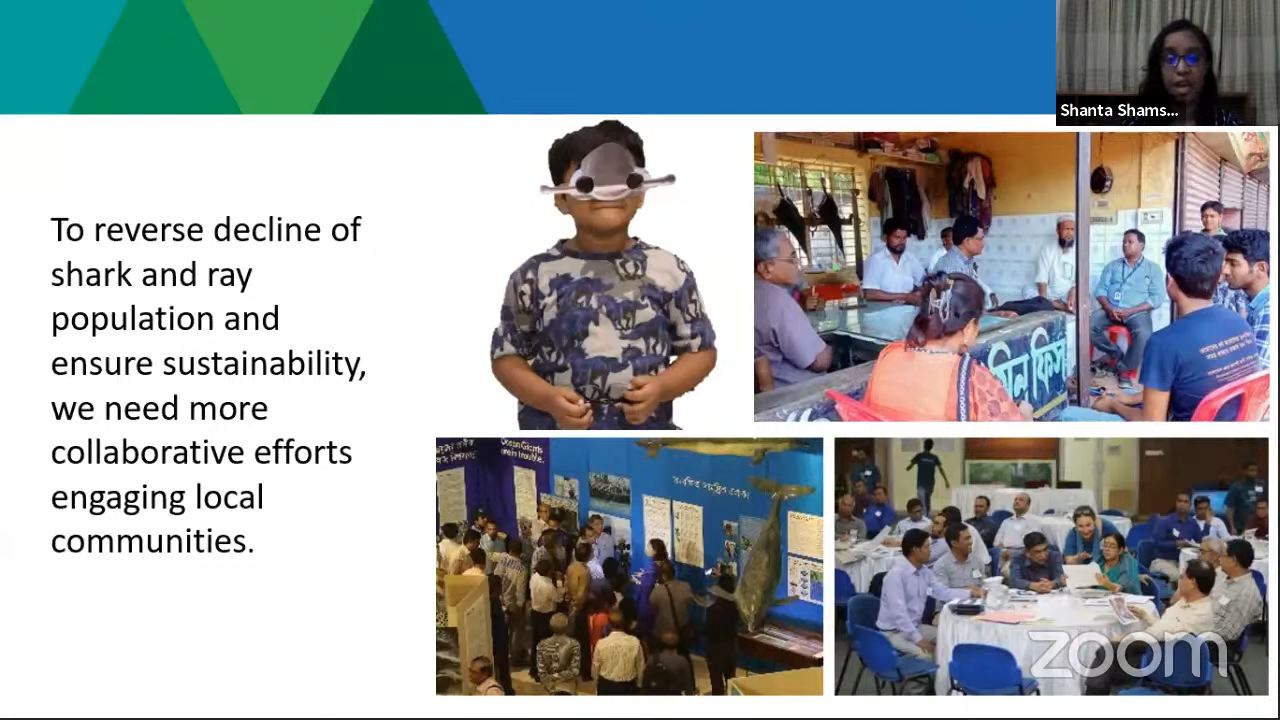 Shanta Shams...
To reverse decline of
shark and ray
population and
ensure sustainability,
we need more
collaborative efforts
engaging local
communities.
Ocean Giants
are in trouble.
zoom